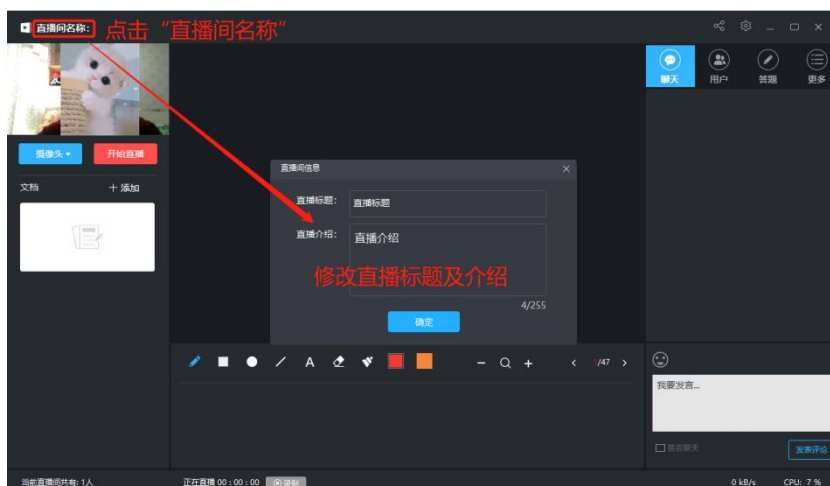 直播间名称:
点击“直播间名称”
聊天
用户
答题
更多
摄像头
开始直播
文档
+ 添加
直播间信息
直播标题:
直播标题
直播介绍:
直播介绍
修改直播标题及介绍
4/255
确定
A
/47
我要发言...
禁言聊天
发表评论
当前直播间共有: 1人
正在直播 00 : 00 : 00
录制
0 kB/s
CPU: 7 %